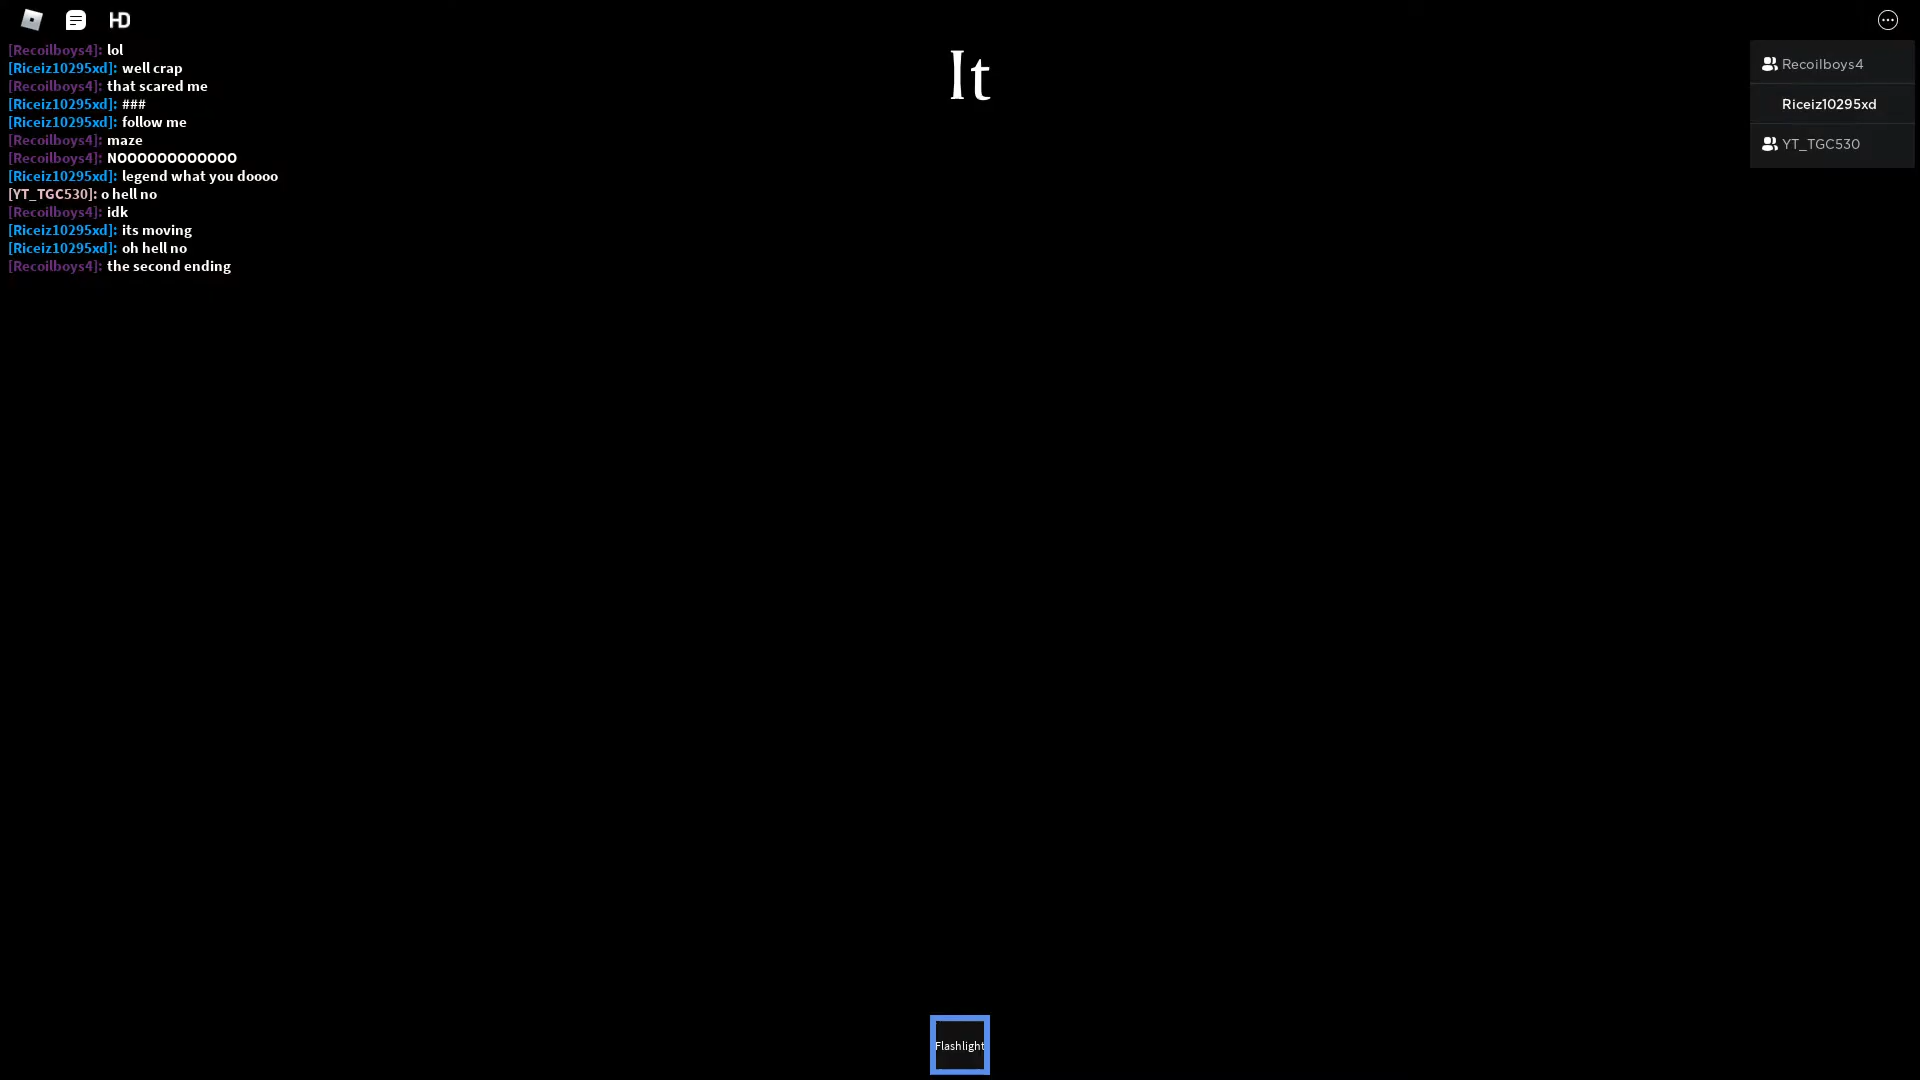 HD
[Recoilboys4]: lol
[Riceiz10295xd]: well crap
[Recoilboys4]: that scared me
[Riceiz10295xd]: ###
[Riceiz10295xd]: follow me
[Recoilboys4]: maze
[Recoilboys4]: NOOOOOOOOOOOO
[Riceiz10295xd]: legend what you doooo
[YT_TGC530]: o hell no
[Recoilboys4]: idk
[Riceiz10295xd]: its moving
[Riceiz10295xd]: oh hell no
[Recoilboys4]: the second ending
It
Recoilboys4
Riceiz10295xd
YT_TGC530
Flashlight